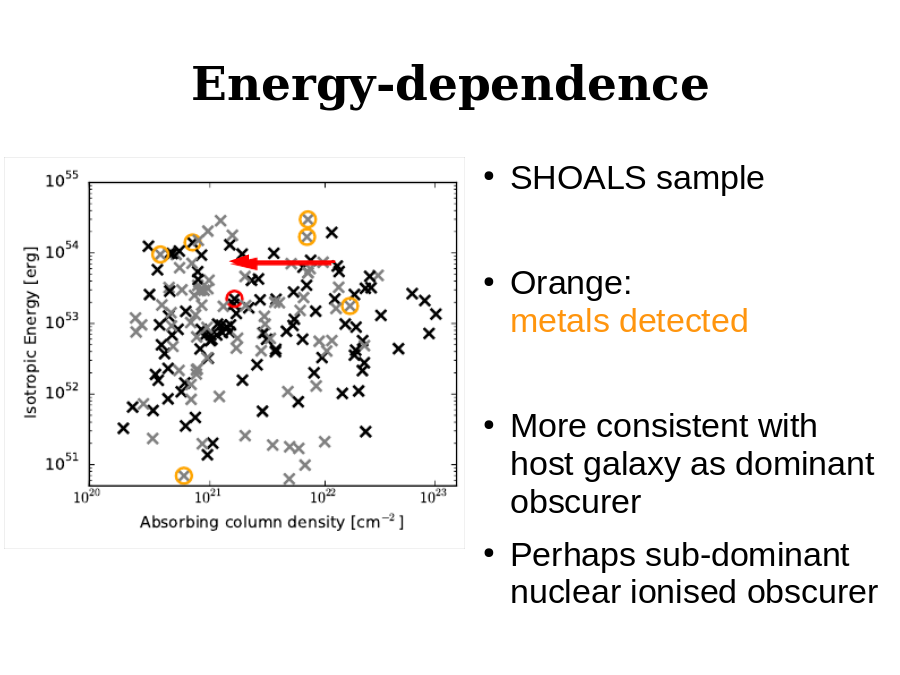 Energy-dependence
10^55
10^54
10^53
10^52
10^51
Isotropic Energy [erg]
10^20 10^21 10^22 10^23
Absorbing column density [cm^−2 ]
• SHOALS sample
• Orange:
metals detected
• More consistent with
host galaxy as dominant
obscurer
• Perhaps sub-dominant
nuclear ionised obscurer